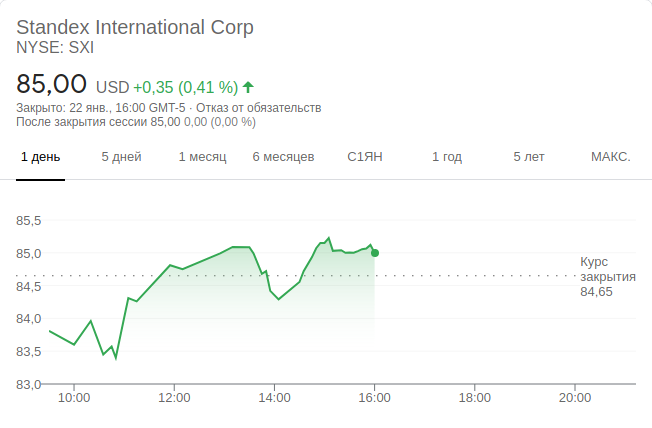 Standex International Corp
NYSE: SXI
85,00 USD +0,35 (0,41 %)
Закрыто: 22 янв., 16:00 GMT-5 · Отказ от обязательств
После закрытия сессии 85,00 0,00 (0,00 %)
1 день 5 дней 1 месяц 6 месяцев С1ЯН 1 год 5 лет МАКС.
85,5
85,0
84,5
84,0
83,5
83,0
Курс
закрытия
84,65
10:00 12:00 14:00 16:00 18:00 20:00